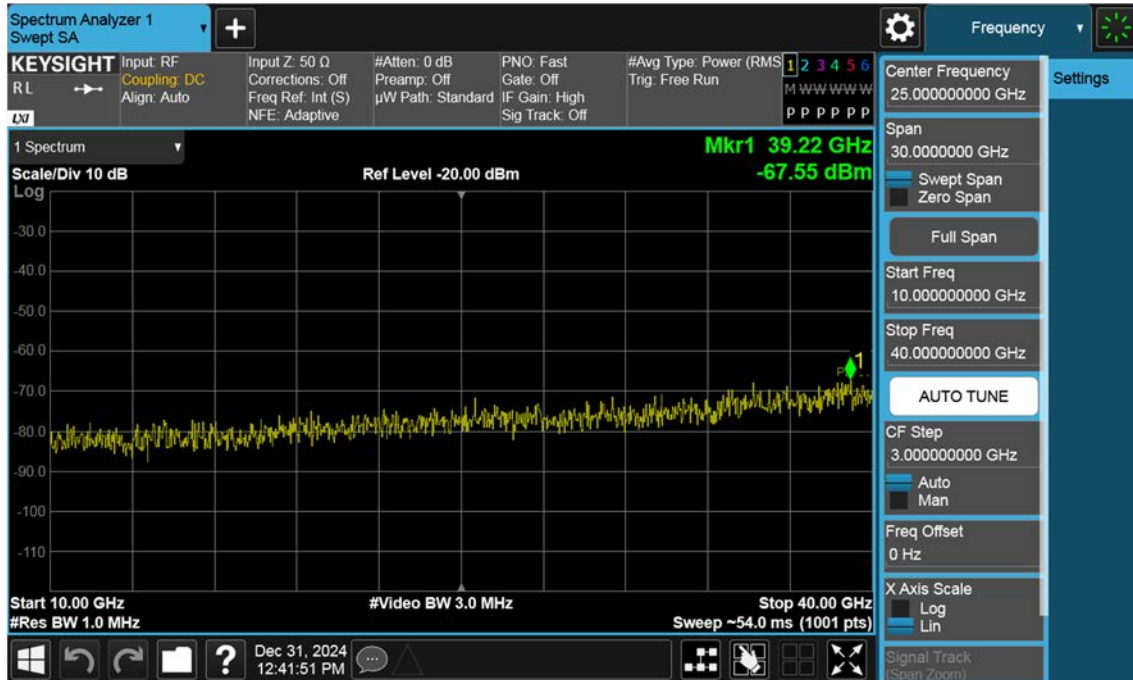 Spectrum Analyzer 1
Swept SA
Frequency
KEYSIGHT
RL
LXI
Input: RF
Coupling: DC
Align: Auto
Input Z: 50 Ω
Corrections: Off
Freq Ref: Int (S)
NFE: Adaptive
#Atten: 0 dB
Preamp: Off
µW Path: Standard
PNO: Fast
Gate: Off
IF Gain: High
Sig Track: Off
#Avg Type: Power (RMS
Trig: Free Run
1 2 3 4 5 6
M W W W W W
P P P P P P
1 Spectrum
Scale/Div 10 dB
Ref Level -20.00 dBm
Mkr1 39.22 GHz
-67.55 dBm
Log
-30.0
-40.0
-50.0
-60.0
-70.0
-80.0
-90.0
-100
-110
1
Start 10.00 GHz
#Video BW 3.0 MHz
Stop 40.00 GHz
#Res BW 1.0 MHz
Sweep ~54.0 ms (1001 pts)
?
Dec 31, 2024
12:41:51 PM
Center Frequency
25.000000000 GHz
Span
30.0000000 GHz
Swept Span
Zero Span
Full Span
Start Freq
10.000000000 GHz
Stop Freq
40.000000000 GHz
AUTO TUNE
CF Step
3.000000000 GHz
Auto
Man
Freq Offset
0 Hz
X Axis Scale
Log
Lin
Signal Track
(Span Zoom)
Settings